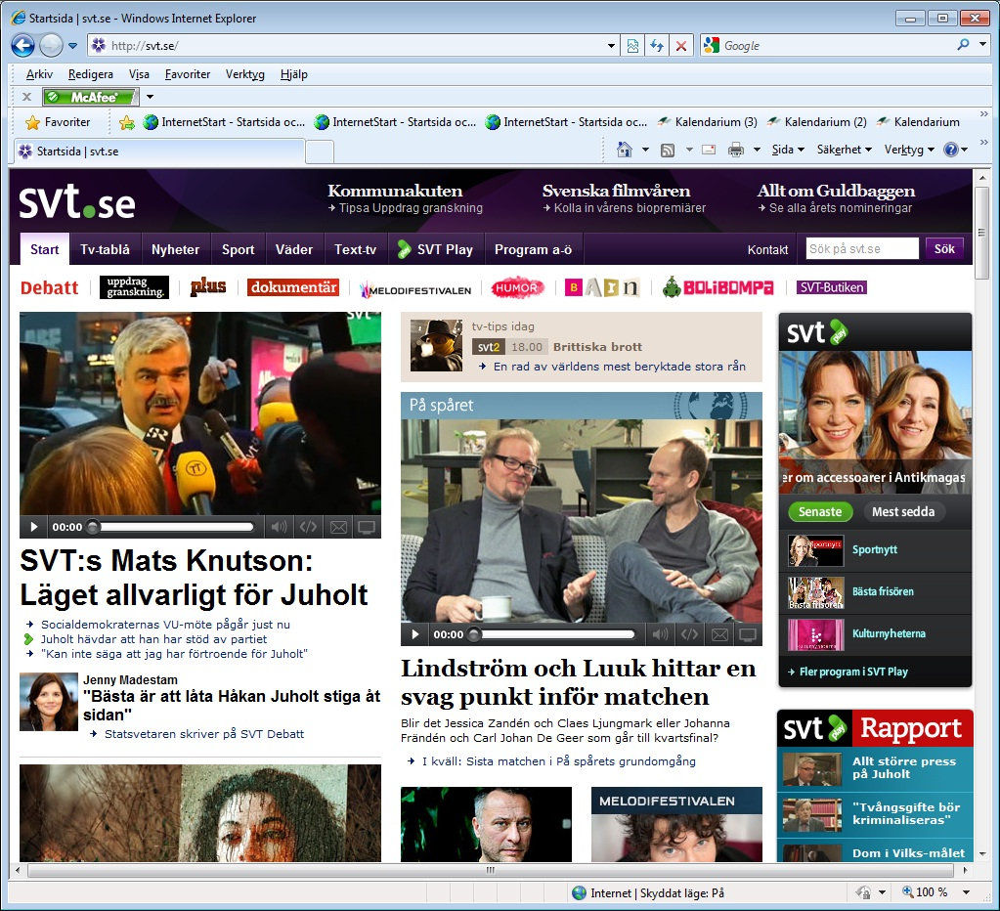 Startsida | svt.se - Windows Internet Explorer
http://svt.se/
Google
Arkiv Redigera Visa Favoriter Verktyg Hjälp
x McAfee
Favoriter InternetStart - Startsida oc... InternetStart - Startsida oc... InternetStart - Startsida oc... Kalendarium (3) Kalendarium (2) Kalendarium
Startsida | svt.se
Sida Säkerhet Verktyg
svt.se
Kommunakuten
Tipsa Uppdrag granskning
Svenska filmvåren
Kolla in vårens biopremiärer
Allt om Guldbaggen
Se alla årets nomineringar
Start Tv-tablå Nyheter Sport Väder Text-tv SVT Play Program a-ö Kontakt Sök på svt.se Sök
Debatt uppdrag granskning. plus dokumentär MELODIFESTIVALEN HUMOR BARN BOLIBOMPA SVT-Butiken
svt
00:00
SVT:s Mats Knutson:
Läget allvarligt för Juholt
Socialdemokraternas VU-möte pågår just nu
Juholt hävdar att han har stöd av partiet
"Kan inte säga att jag har förtroende för Juholt"
Jenny Madestam
"Bästa är att låta Håkan Juholt stiga åt
sidan"
Statsvetaren skriver på SVT Debatt
tv-tips idag
svt2 18.00 Brittiska brott
En rad av världens mest beryktade stora rån
På spåret
00:00
Lindström och Luuk hittar en
svag punkt inför matchen
Blir det Jessica Zandén och Claes Ljungmark eller Johanna
Frändén och Carl Johan De Geer som går till kvartsfinal?
I kväll: Sista matchen i På spårets grundomgång
MELODIFESTIVALEN
svt play
er om accessoarer i Antikmagas
Senaste Mest sedda
Sportnytt
Sportnytt
Bästa frisören
Bästa frisören
Kulturnyheterna
KULTURNYHETERNA
Fler program i SVT Play
svt play Rapport
Allt större press
på Juholt
"Tvångsgifte bör
kriminaliseras"
Dom i Vilks-målet
Internet | Skyddat läge: På
100 %